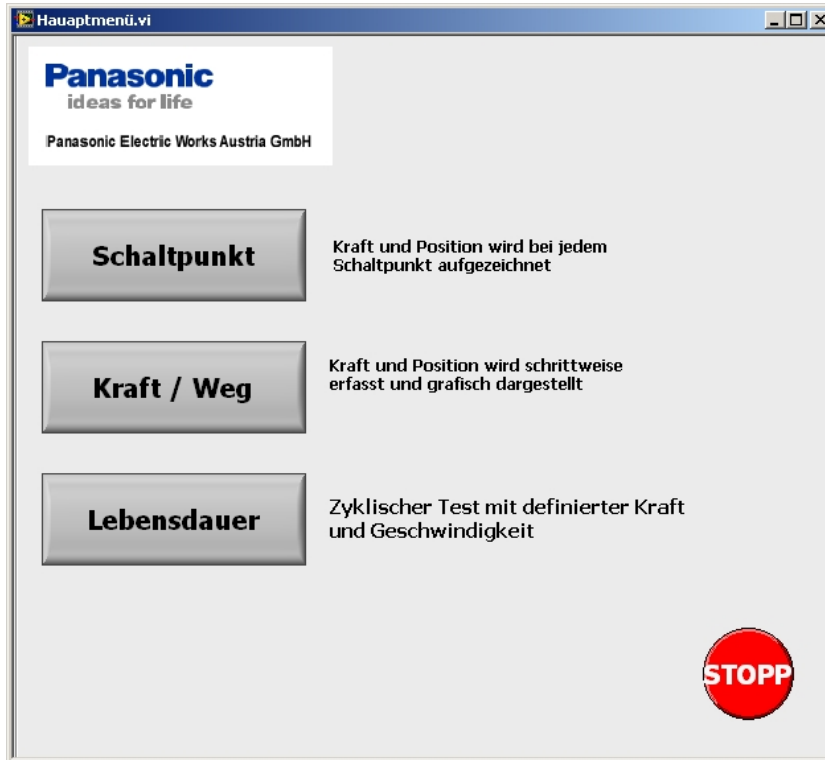 Hauaptmenü.vi
Panasonic
ideas for life
Panasonic Electric Works Austria GmbH
Schaltpunkt
Kraft und Position wird bei jedem
Schaltpunkt aufgezeichnet
Kraft / Weg
Kraft und Position wird schrittweise
erfasst und grafisch dargestellt
Lebensdauer
Zyklischer Test mit definierter Kraft
und Geschwindigkeit
STOPP